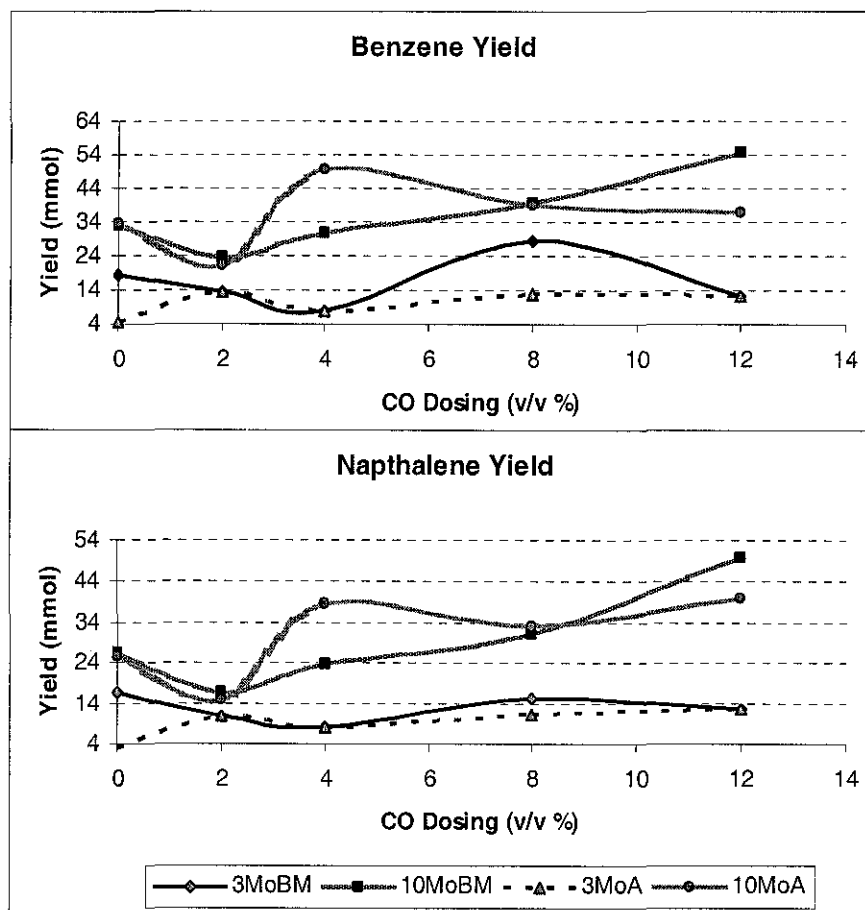 Benzene Yield
64
54
44
34
24
14
4
Yield (mmol)
0 2 4 6 8 10 12 14
CO Dosing (v/v %)
Napthalene Yield
54
44
34
24
14
4
Yield (mmol)
0 2 4 6 8 10 12 14
CO Dosing (v/v %)
3MoBM 10MoBM 3MoA 10MoA